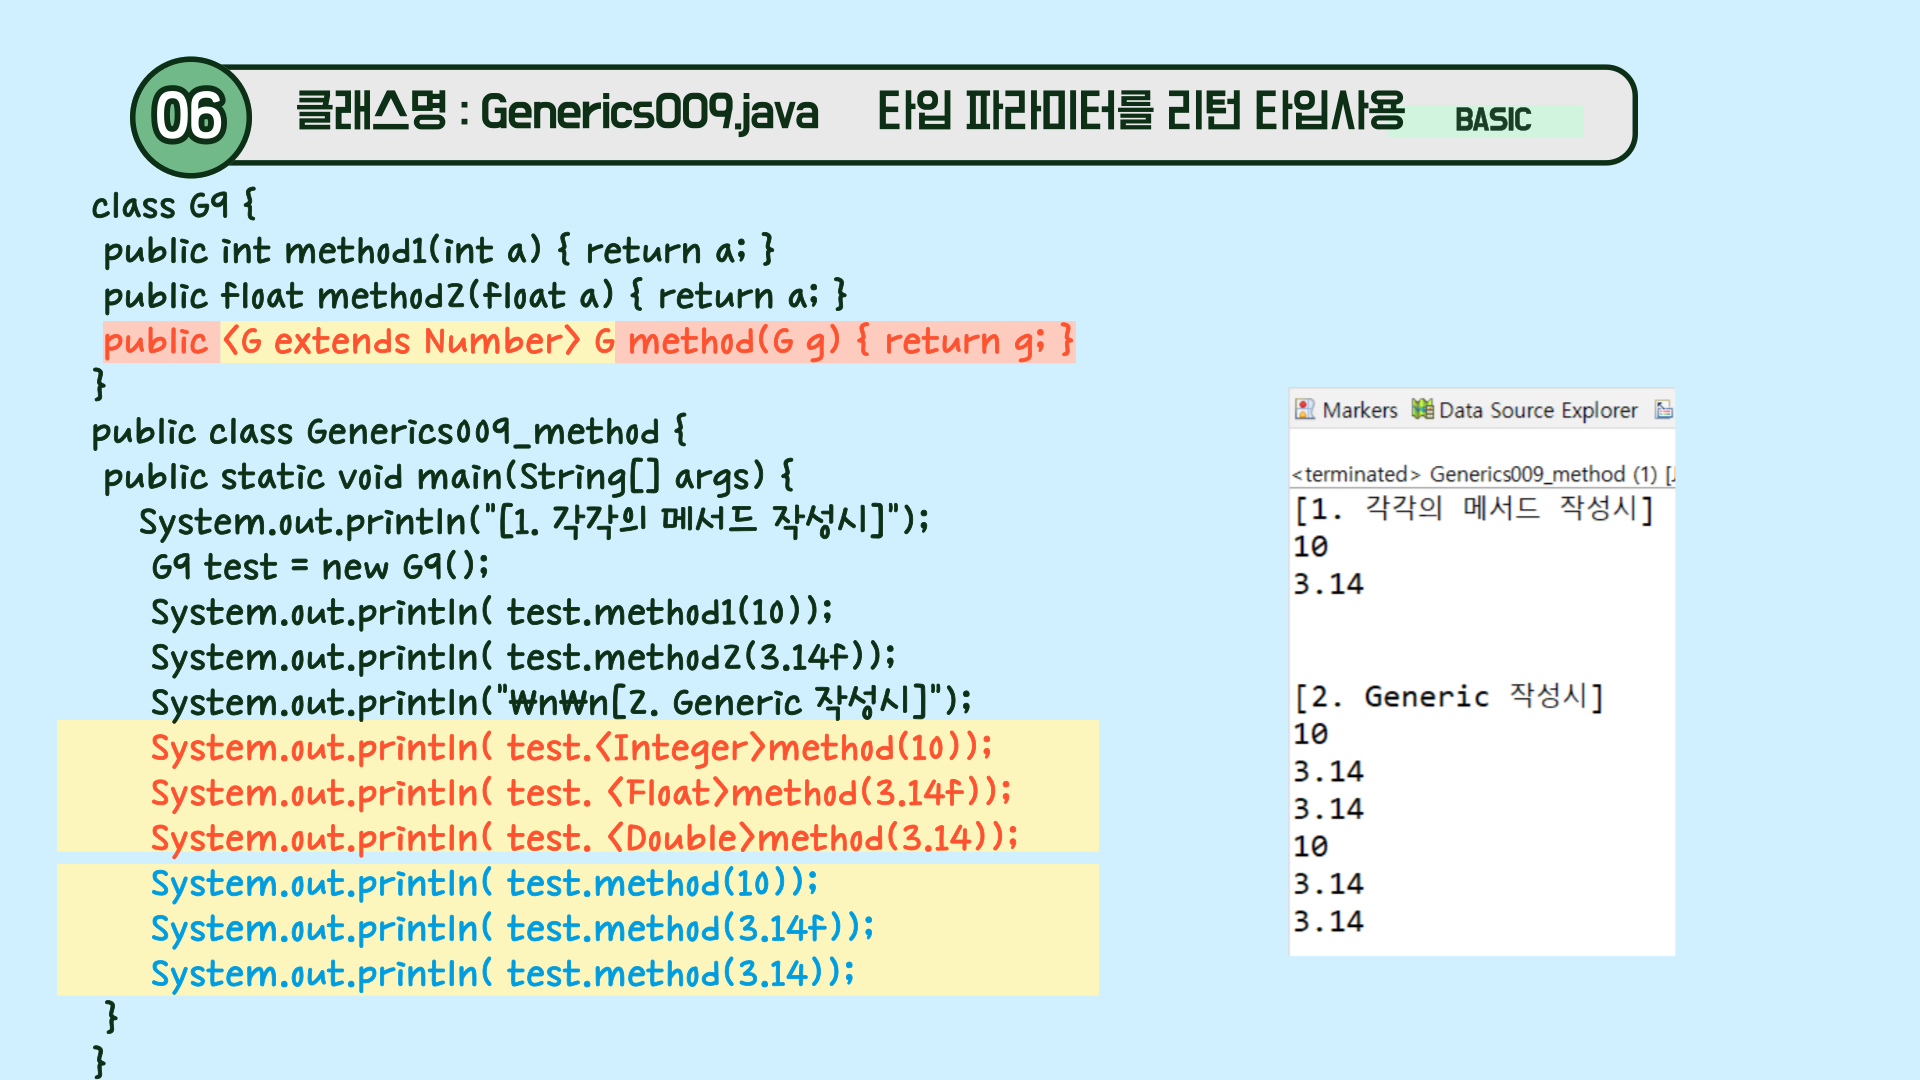 06
클래스명 : Generics009.java 타입 파라미터를 리턴 타입사용 BASIC
class G9 {
public int method1(int a) { return a; }
public float method2(float a) { return a; }
public <G extends Number> G method(G g) { return g; }
}
public class Generics009_method {
public static void main(String[] args) {
System.out.println("[1. 각각의 메서드 작성시]");
G9 test = new G9();
System.out.println( test.method1(10));
System.out.println( test.method2(3.14f));
System.out.println("₩n₩n[2. Generic 작성시]");
System.out.println( test.<Integer>method(10));
System.out.println( test. <Float>method(3.14f));
System.out.println( test. <Double>method(3.14));
System.out.println( test.method(10));
System.out.println( test.method(3.14f));
System.out.println( test.method(3.14));
}
}
Markers Data Source Explorer
<terminated> Generics009_method (1) [J
[1. 각각의 메서드 작성시]
10
3.14
[2. Generic 작성시]
10
3.14
3.14
10
3.14
3.14